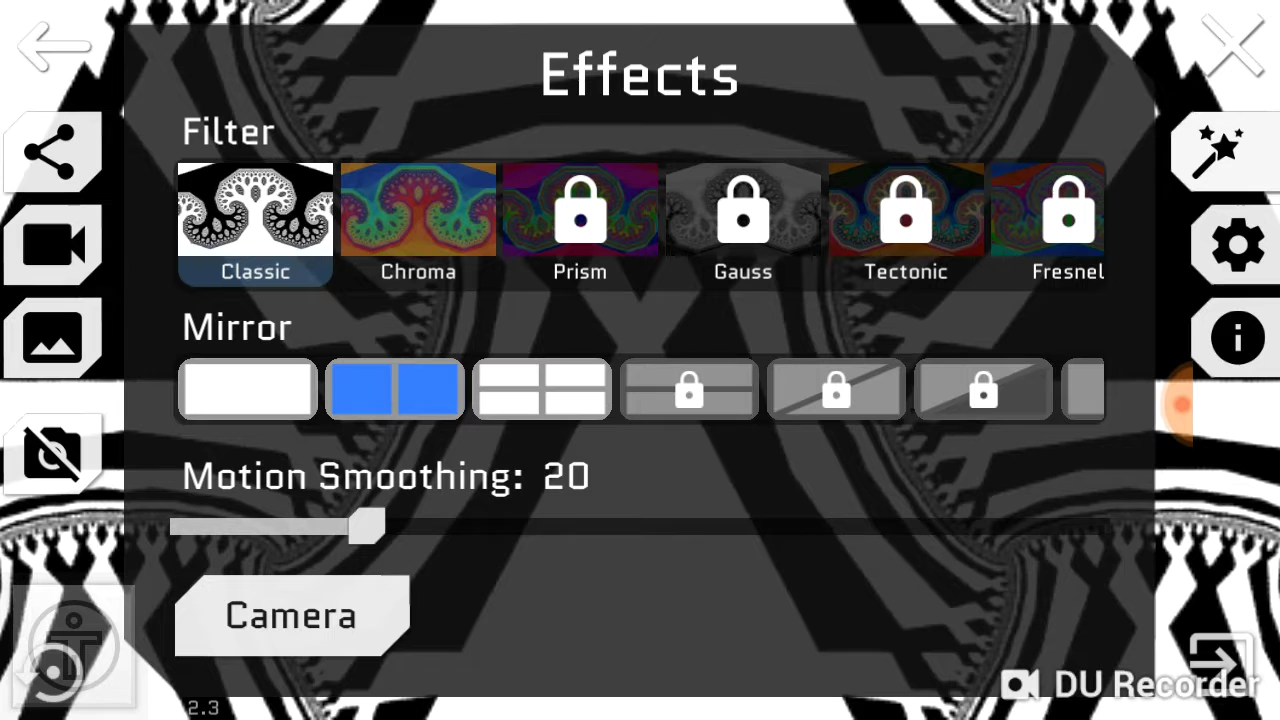 Effects
Filter
Classic Chroma Prism Gauss Tectonic Fresnel
Mirror
Motion Smoothing: 20
Camera
DU Recorder
2.3